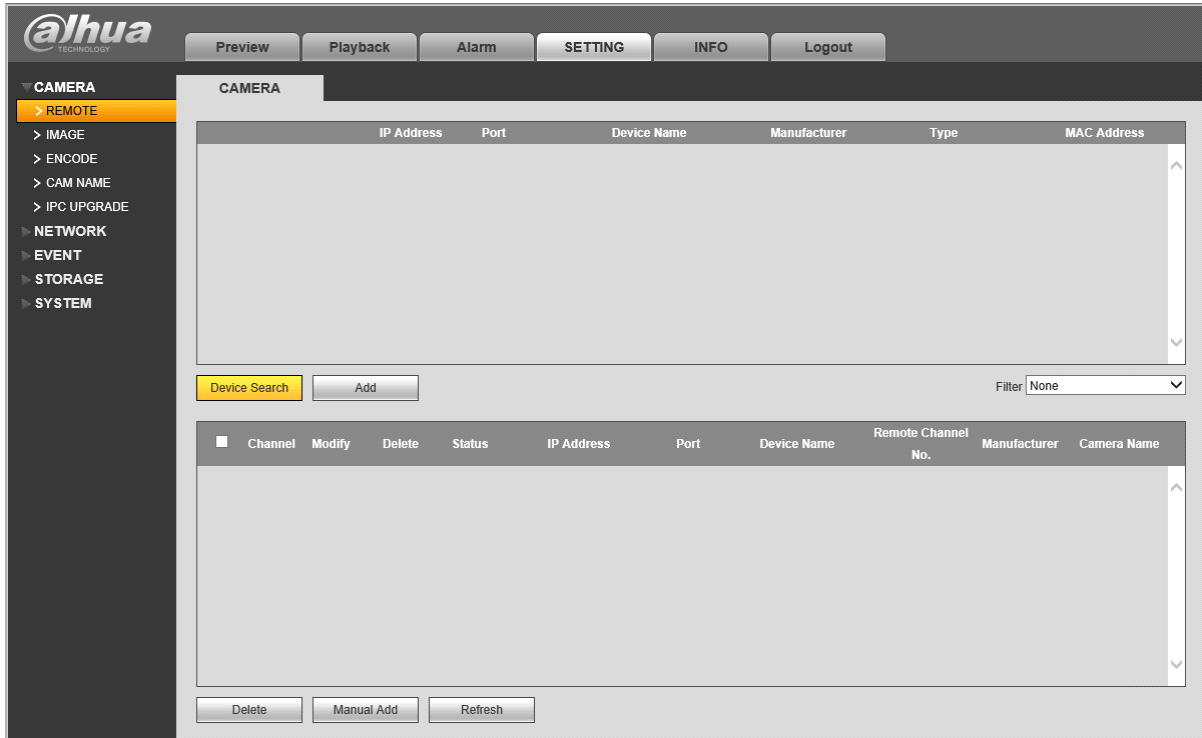 alhua
TECHNOLOGY
Preview Playback Alarm SETTING INFO Logout
CAMERA
> REMOTE
> IMAGE
> ENCODE
> CAM NAME
> IPC UPGRADE
NETWORK
EVENT
STORAGE
SYSTEM
CAMERA
IP Address Port Device Name Manufacturer Type MAC Address
Device Search Add Filter None
Channel Modify Delete Status IP Address Port Device Name Remote Channel No. Manufacturer Camera Name
Delete Manual Add Refresh